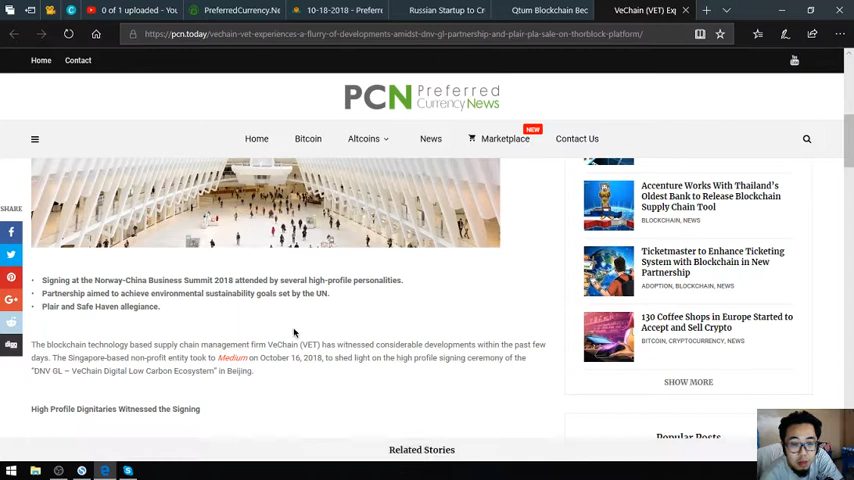 0 of 1 uploaded - You
PreferredCurrency.Ne
10-18-2018 - Preferre
Russian Startup to Cr
Qtum Blockchain Bec
VeChain (VET) Exp
https://pcn.today/vechain-vet-experiences-a-flurry-of-developments-amidst-dnv-gl-partnership-and-plair-pla-sale-on-thorblock-platform/
Home Contact
PCN Preferred
Currency News
NEW
Home Bitcoin Altcoins News Marketplace Contact Us
SHARE
Accenture Works With Thailand's
Oldest Bank to Release Blockchain
Supply Chain Tool
BLOCKCHAIN, NEWS
Ticketmaster to Enhance Ticketing
System with Blockchain in New
Permission
ADOPTION, BLOCKCHAIN, NEWS
130 Coffee Shops in Europe Started to
Accept and Sell Crypto
BITCOIN, CRYPTOCURRENCY, NEWS
SHOW MORE
Popular Posts
• Signing at the Norway-China Business Summit 2018 attended by several high-profile personalities.
• Partnership aimed to achieve environmental sustainability goals set by the UN.
• Plair and Safe Haven allegiance.
The blockchain technology based supply chain management firm VeChain (VET) has witnessed considerable developments within the past few
days. The Singapore-based non-profit entity took to Medium on October 16, 2018, to shed light on the high profile signing ceremony of the
"DNV GL – VeChain Digital Low Carbon Ecosystem" in Beijing.
High Profile Dignitaries Witnessed the Signing
Related Stories